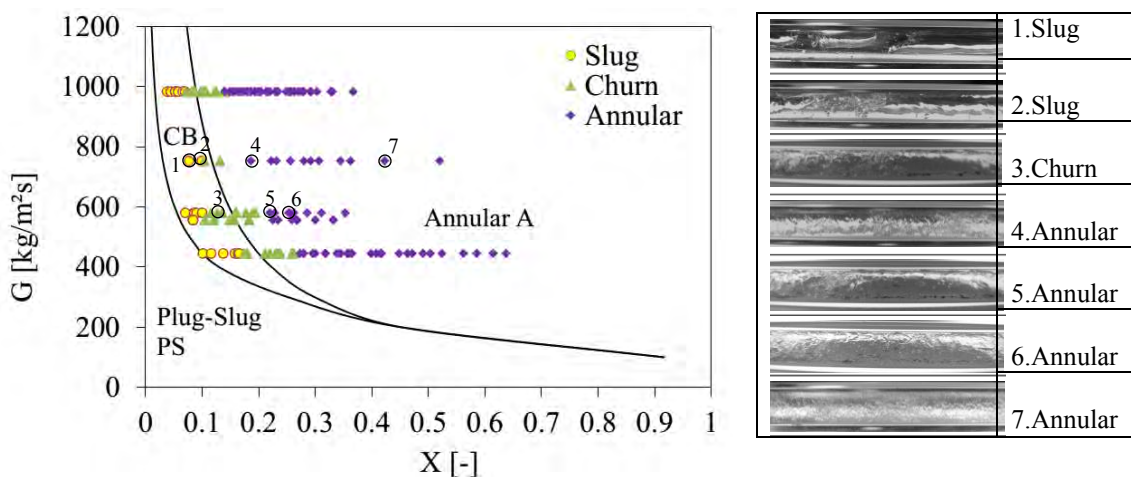 1200
1000
800
600
400
200
0
G [kg/m²s]
Slug
Churn
Annular
CB
1
2
4
7
3
5
6
Annular A
Plug-Slug
PS
0
0.1
0.2
0.3
0.4
0.5
0.6
0.7
0.8
0.9
1
X [-]
1.Slug
2.Slug
3.Churn
4.Annular
5.Annular
6.Annular
7.Annular